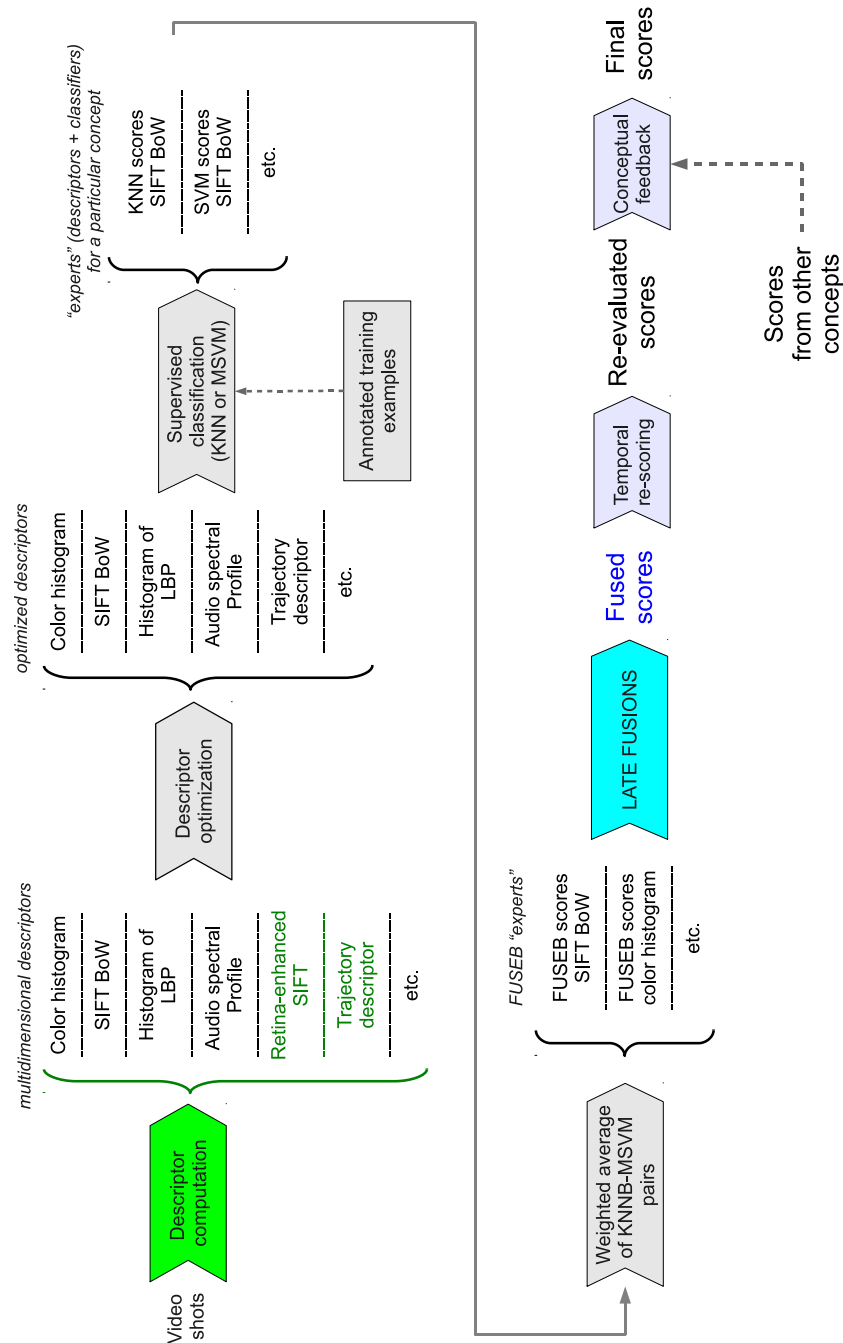 Video
shots
Descriptor
computation
multidimensional descriptors
Color histogram
SIFT BoW
Histogram of
LBP
Audio spectral
Profile
Retina-enhanced
SIFT
Trajectory
descriptor
etc.
Descriptor
optimization
optimized descriptors
Color histogram
SIFT BoW
Histogram of
LBP
Audio spectral
Profile
Trajectory
descriptor
etc.
Supervised
classification
(KNN or MSVM)
Annotated training
examples
"experts" (descriptors + classifiers)
for a particular concept
KNN scores
SIFT BoW
SVM scores
SIFT BoW
etc.
Weighted average
of KNNB-MSVM
pairs
FUSEB "experts"
FUSEB scores
SIFT BoW
FUSEB scores
color histogram
etc.
LATE FUSIONS
Fused
scores
Temporal
re-scoring
Re-evaluated
scores
Conceptual
feedback
Scores
from other
concepts
Final
scores